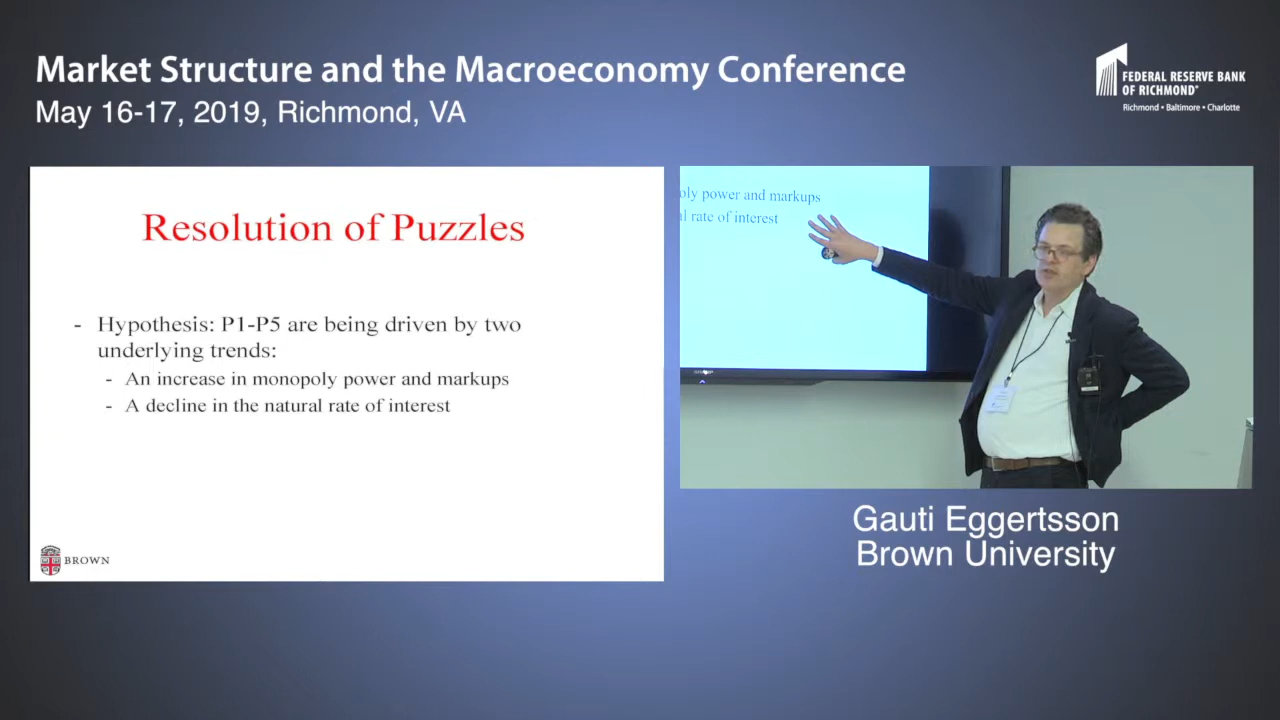 Market Structure and the Macroeconomy Conference
May 16-17, 2019, Richmond, VA
FEDERAL RESERVE BANK
OF RICHMOND®
Richmond • Baltimore • Charlotte
Resolution of Puzzles
- Hypothesis: P1-P5 are being driven by two
underlying trends:
- An increase in monopoly power and markups
- A decline in the natural rate of interest
BROWN
oly power and markups
l rate of interest
Gauti Eggertsson
Brown University